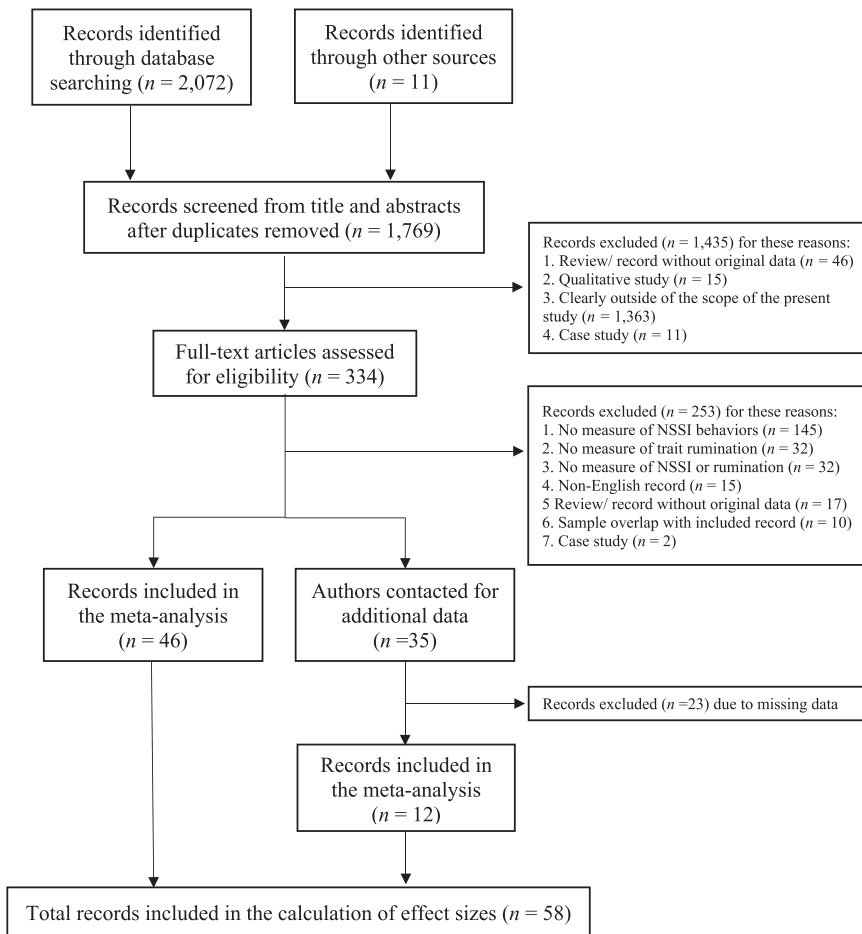 Records identified
through database
searching (n = 2,072)
Records identified
through other sources
(n = 11)
Records screened from title and abstracts
after duplicates removed (n = 1,769)
Records excluded (n = 1,435) for these reasons:
1. Review/ record without original data (n = 46)
2. Qualitative study (n = 15)
3. Clearly outside of the scope of the present
study (n = 1,363)
4. Case study (n = 11)
Full-text articles assessed
for eligibility (n = 334)
Records excluded (n = 253) for these reasons:
1. No measure of NSSI behaviors (n = 145)
2. No measure of trait rumination (n = 32)
3. No measure of NSSI or rumination (n = 32)
4. Non-English record (n = 15)
5 Review/ record without original data (n = 17)
6. Sample overlap with included record (n = 10)
7. Case study (n = 2)
Records included in
the meta-analysis
(n = 46)
Authors contacted for
additional data
(n =35)
Records excluded (n =23) due to missing data
Records included in
the meta-analysis
(n = 12)
Total records included in the calculation of effect sizes (n = 58)